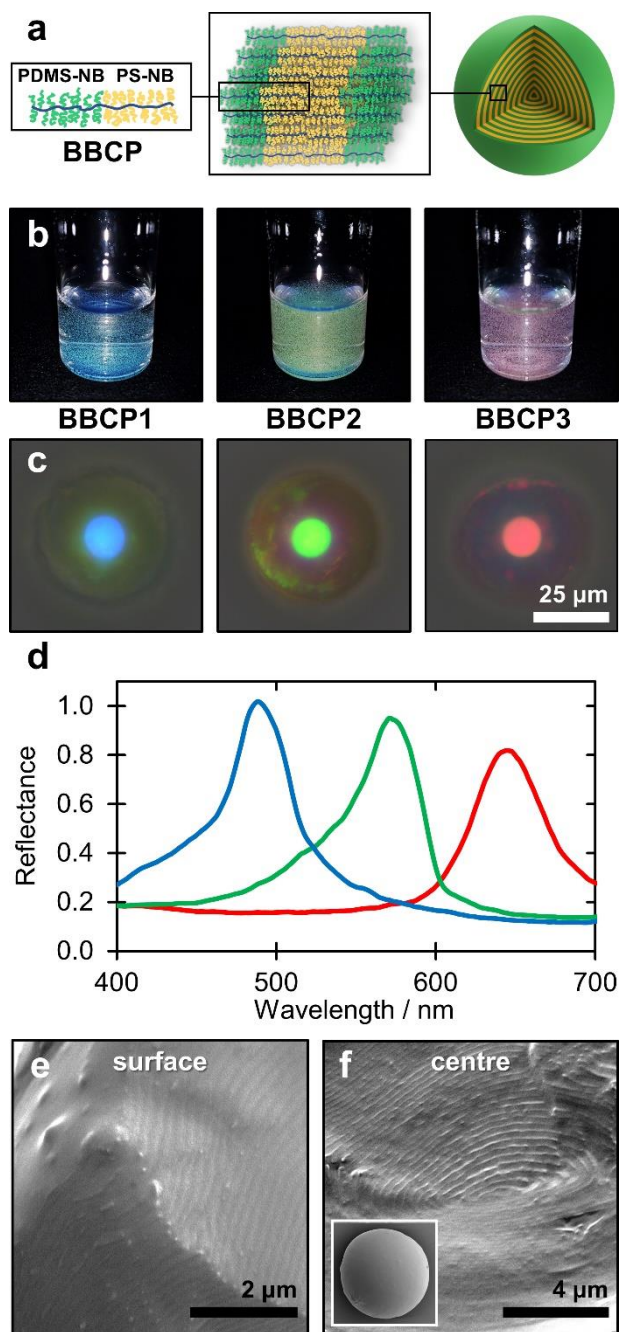 a
PDMS-NB PS-NB
BBCP
b
BBCP1 BBCP2 BBCP3
c
25 µm
d
1.0
0.8
0.6
0.4
0.2
0.0
Reflectance
400 500 600 700
Wavelength / nm
e surface
2 µm
f centre
4 µm